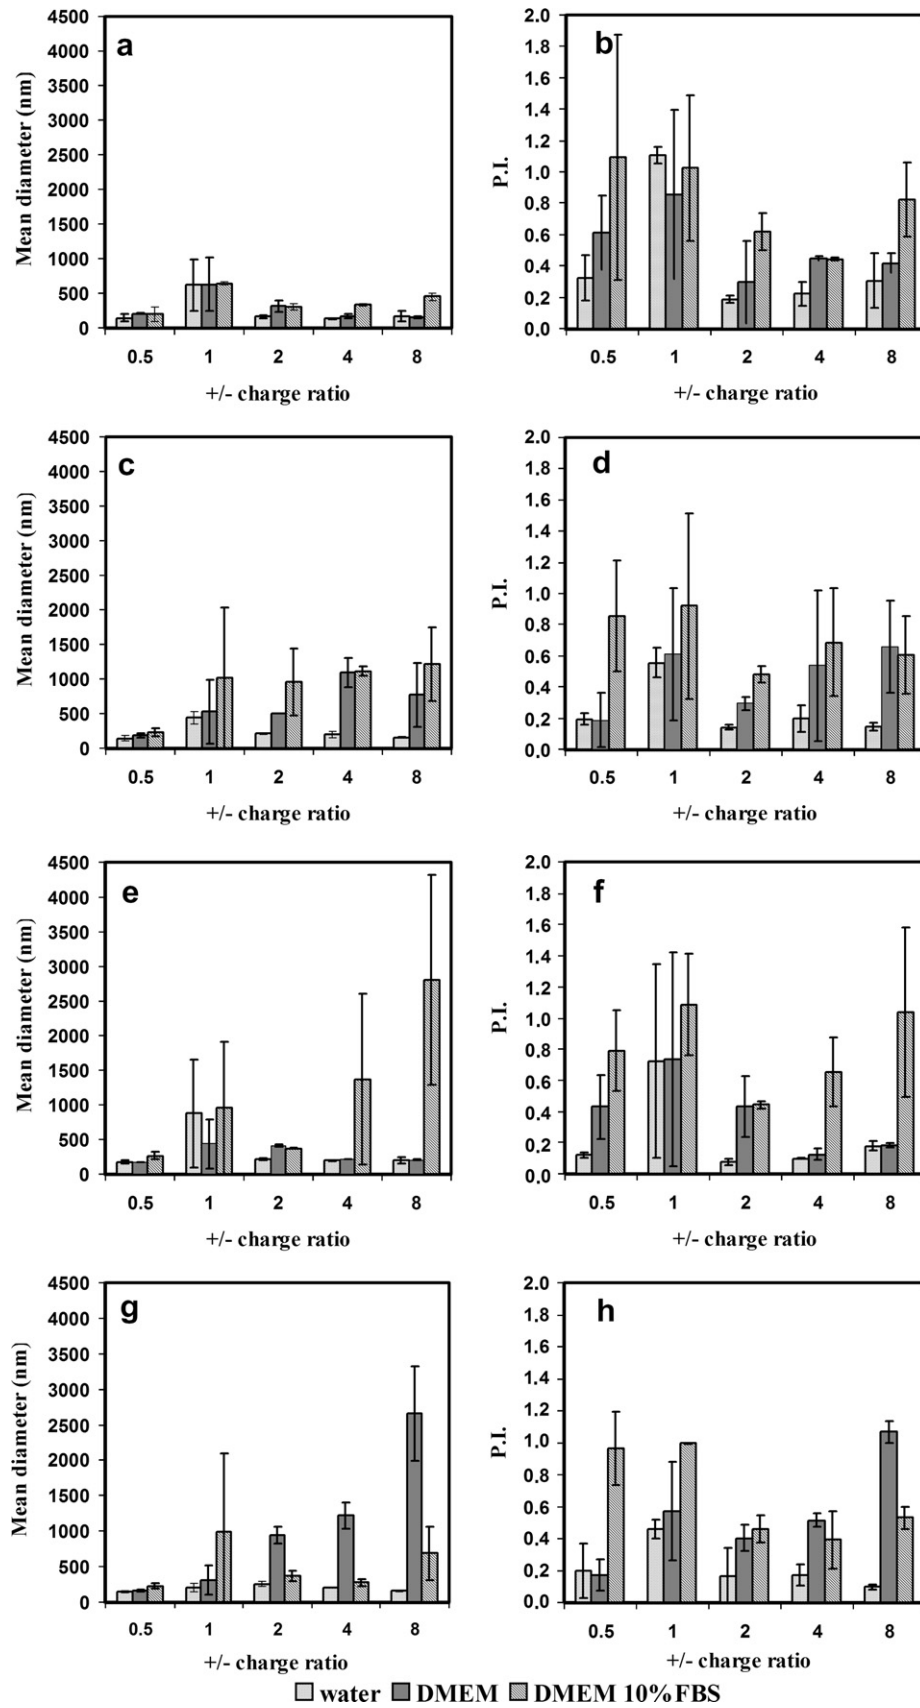 a
Mean diameter (nm)
4500
4000
3500
3000
2500
2000
1500
1000
500
0
0.5 1 2 4 8
+/- charge ratio
b
P.I.
2.0
1.8
1.6
1.4
1.2
1.0
0.8
0.6
0.4
0.2
0.0
0.5 1 2 4 8
+/- charge ratio
c
Mean diameter (nm)
4500
4000
3500
3000
2500
2000
1500
1000
500
0
0.5 1 2 4 8
+/- charge ratio
d
P.I.
2.0
1.8
1.6
1.4
1.2
1.0
0.8
0.6
0.4
0.2
0.0
0.5 1 2 4 8
+/- charge ratio
e
Mean diameter (nm)
4500
4000
3500
3000
2500
2000
1500
1000
500
0
0.5 1 2 4 8
+/- charge ratio
f
P.I.
2.0
1.8
1.6
1.4
1.2
1.0
0.8
0.6
0.4
0.2
0.0
0.5 1 2 4 8
+/- charge ratio
g
Mean diameter (nm)
4500
4000
3500
3000
2500
2000
1500
1000
500
0
0.5 1 2 4 8
+/- charge ratio
h
P.I.
2.0
1.8
1.6
1.4
1.2
1.0
0.8
0.6
0.4
0.2
0.0
0.5 1 2 4 8
+/- charge ratio
water DMEM DMEM 10%FBS